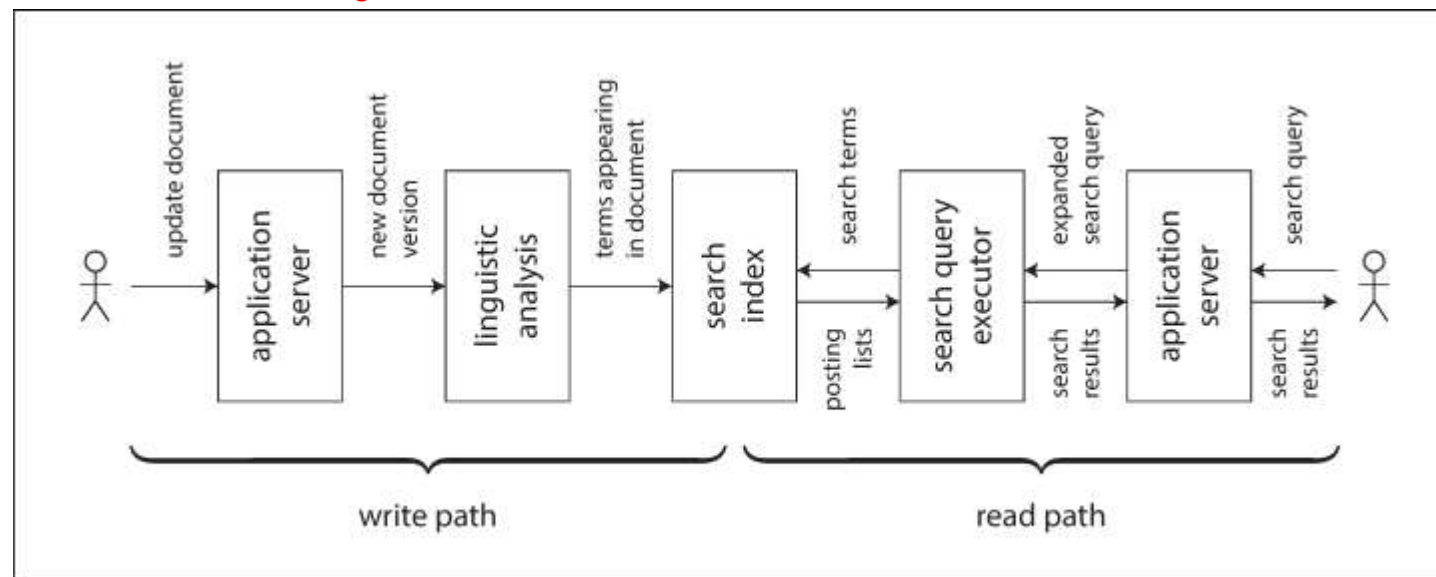 update document
application
server
new document
version
linguistic
analysis
terms appearing
in document
search
index
search terms
posting
lists
search query
executor
expanded
search query
search
results
application
server
search query
search
results
write path
read path